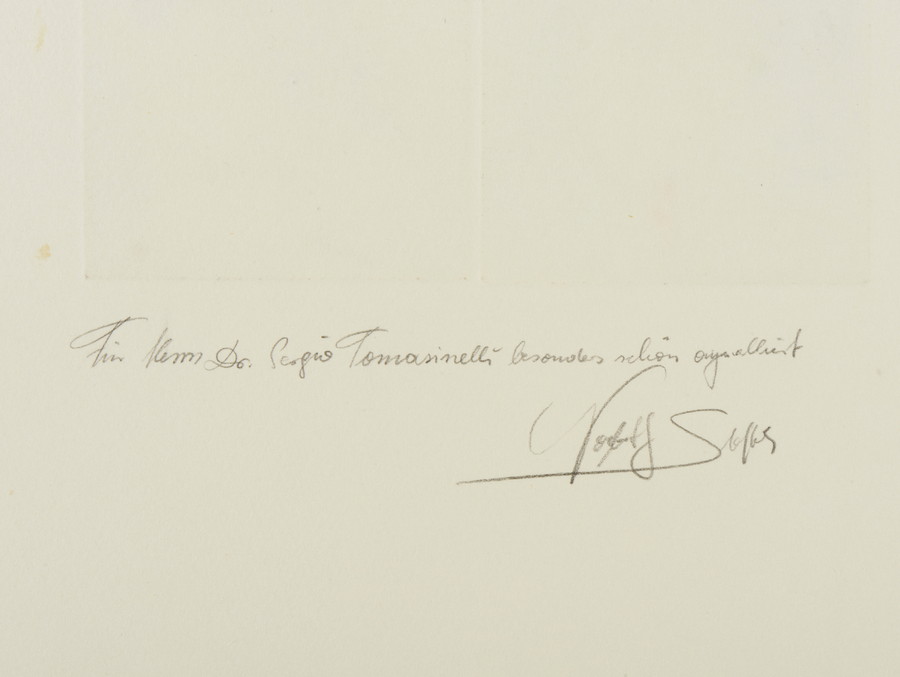 Für Herrn Dr. Sergio Tomasinelli besonders schön aquarelliert